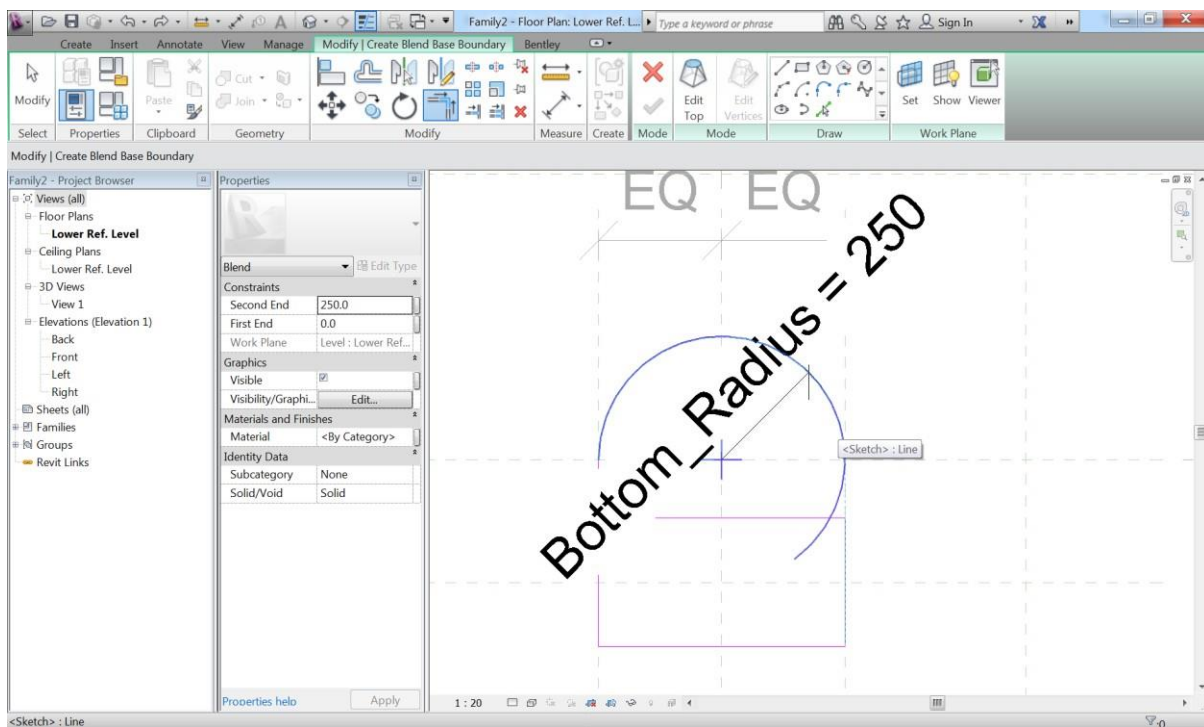 Family2 - Floor Plan: Lower Ref. L...
Type a keyword or phrase
Sign In
Create Insert Annotate View Manage Modify | Create Blend Base Boundary Bentley
Modify
Paste
Cut
Join
Edit Top
Edit Vertices
Set Show Viewer
Select Properties Clipboard Geometry Modify Measure Create Mode Mode Draw Work Plane
Modify | Create Blend Base Boundary
Family2 - Project Browser
Views (all)
Floor Plans
Lower Ref. Level
Ceiling Plans
Lower Ref. Level
3D Views
View 1
Elevations (Elevation 1)
Back
Front
Left
Right
Sheets (all)
Families
Groups
Revit Links
Properties
Blend
Edit Type
Constraints
Second End 250.0
First End 0.0
Work Plane Level : Lower Ref...
Graphics
Visible
Visibility/Graphi... Edit...
Materials and Finishes
Material <By Category>
Identity Data
Subcategory None
Solid/Void Solid
Properties help
Apply
EQ EQ
Bottom_Radius = 250
<Sketch> : Line
1 : 20
<Sketch> : Line
:0